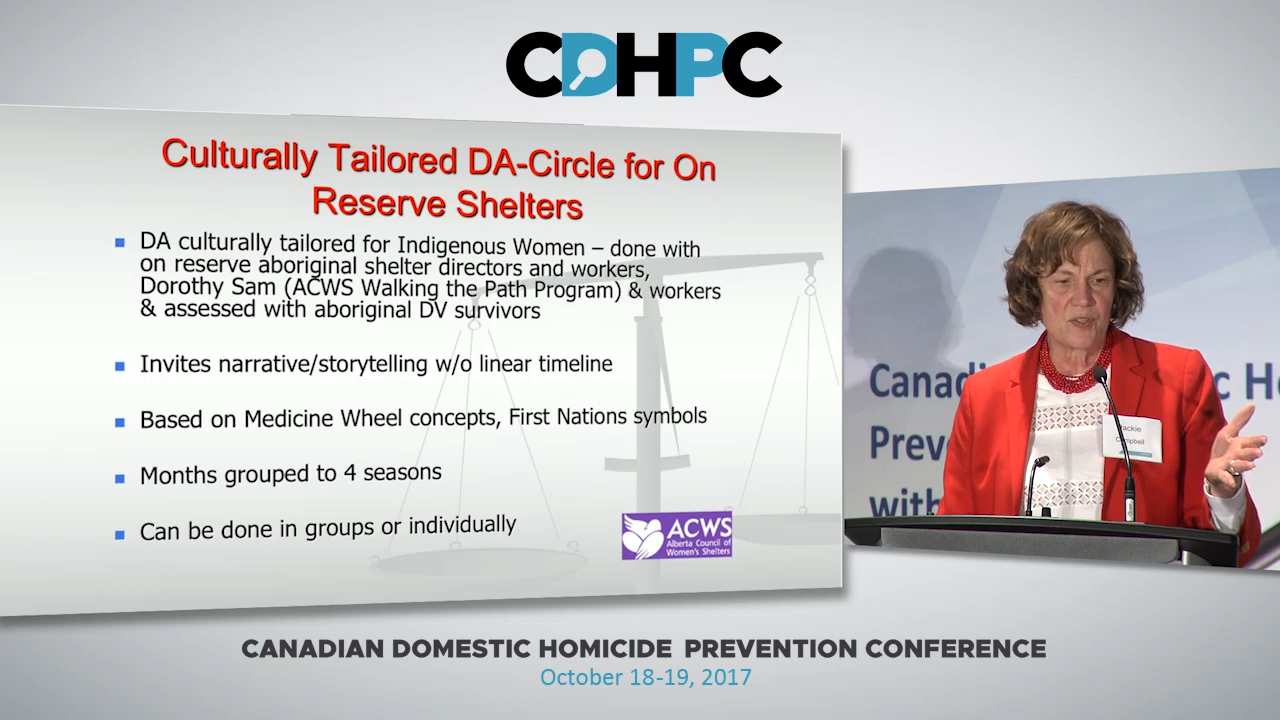 CDHPC
Culturally Tailored DA-Circle for On
Reserve Shelters
DA culturally tailored for Indigenous Women – done with
on reserve aboriginal shelter directors and workers,
Dorothy Sam (ACWS Walking the Path Program) & workers
& assessed with aboriginal DV survivors
Invites narrative/storytelling w/o linear timeline
Based on Medicine Wheel concepts, First Nations symbols
Months grouped to 4 seasons
Can be done in groups or individually
ACWS
Alberta Council of
Women's Shelters
Canadi c Ho
Prev
with
Jackie
Campbell
CANADIAN DOMESTIC HOMICIDE PREVENTION CONFERENCE
October 18-19, 2017